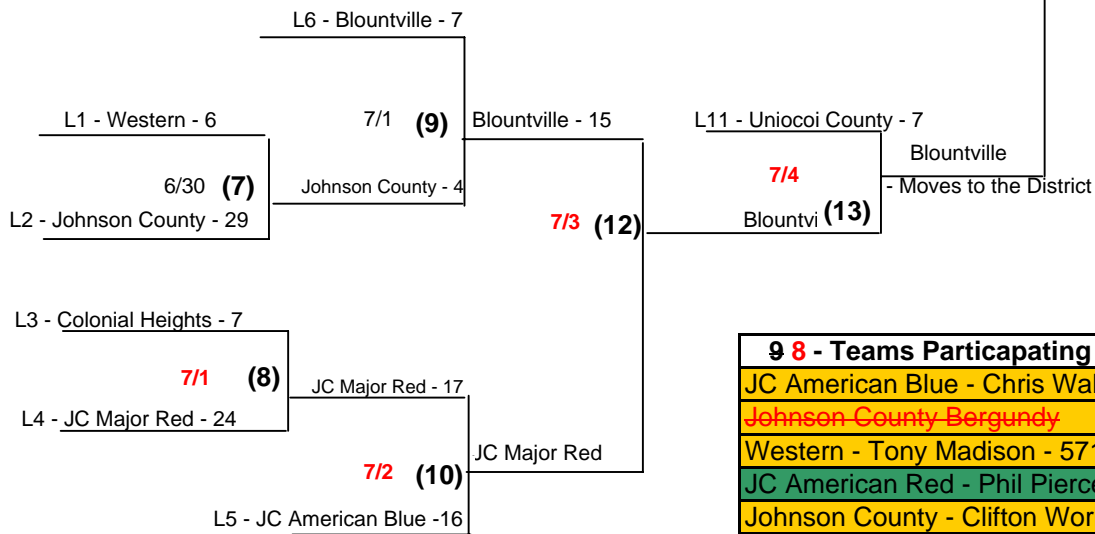 L6 - Blountville - 7
L1 - Western - 6
7/1 (9)
Blountville - 15
L11 - Uniocoi County - 7
Blountville
6/30 (7)
Johnson County - 4
7/4
- Moves to the District
L2 - Johnson County - 29
7/3 (12)
Blountvi (13)
L3 - Colonial Heights - 7
7/1 (8)
JC Major Red - 17
L4 - JC Major Red - 24
7/2 (10)
JC Major Red
L5 - JC American Blue -16
9 8 - Teams Particapating
JC American Blue - Chris Wal
Johnson County Bergundy
Western - Tony Madison - 571
JC American Red - Phil Pierce
Johnson County - Clifton Wor